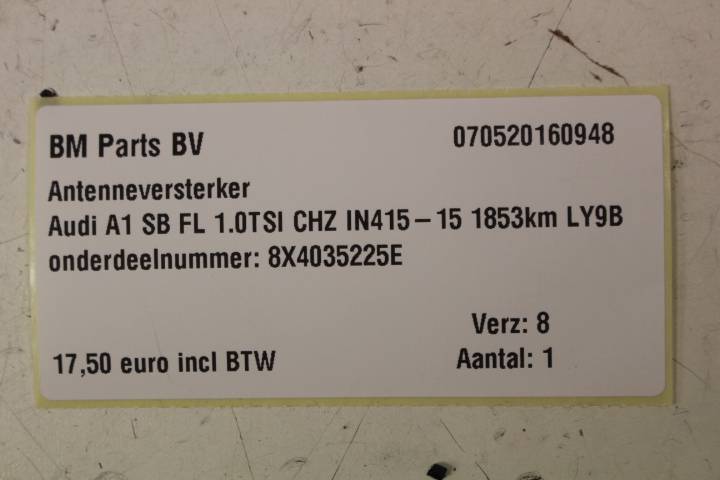 BM Parts BV 070520160948
Antenneversterker
Audi A1 SB FL 1.0TSI CHZ IN415-15 1853km LY9B
onderdeelnummer: 8X4035225E
Verz: 8
17,50 euro incl BTW Aantal: 1